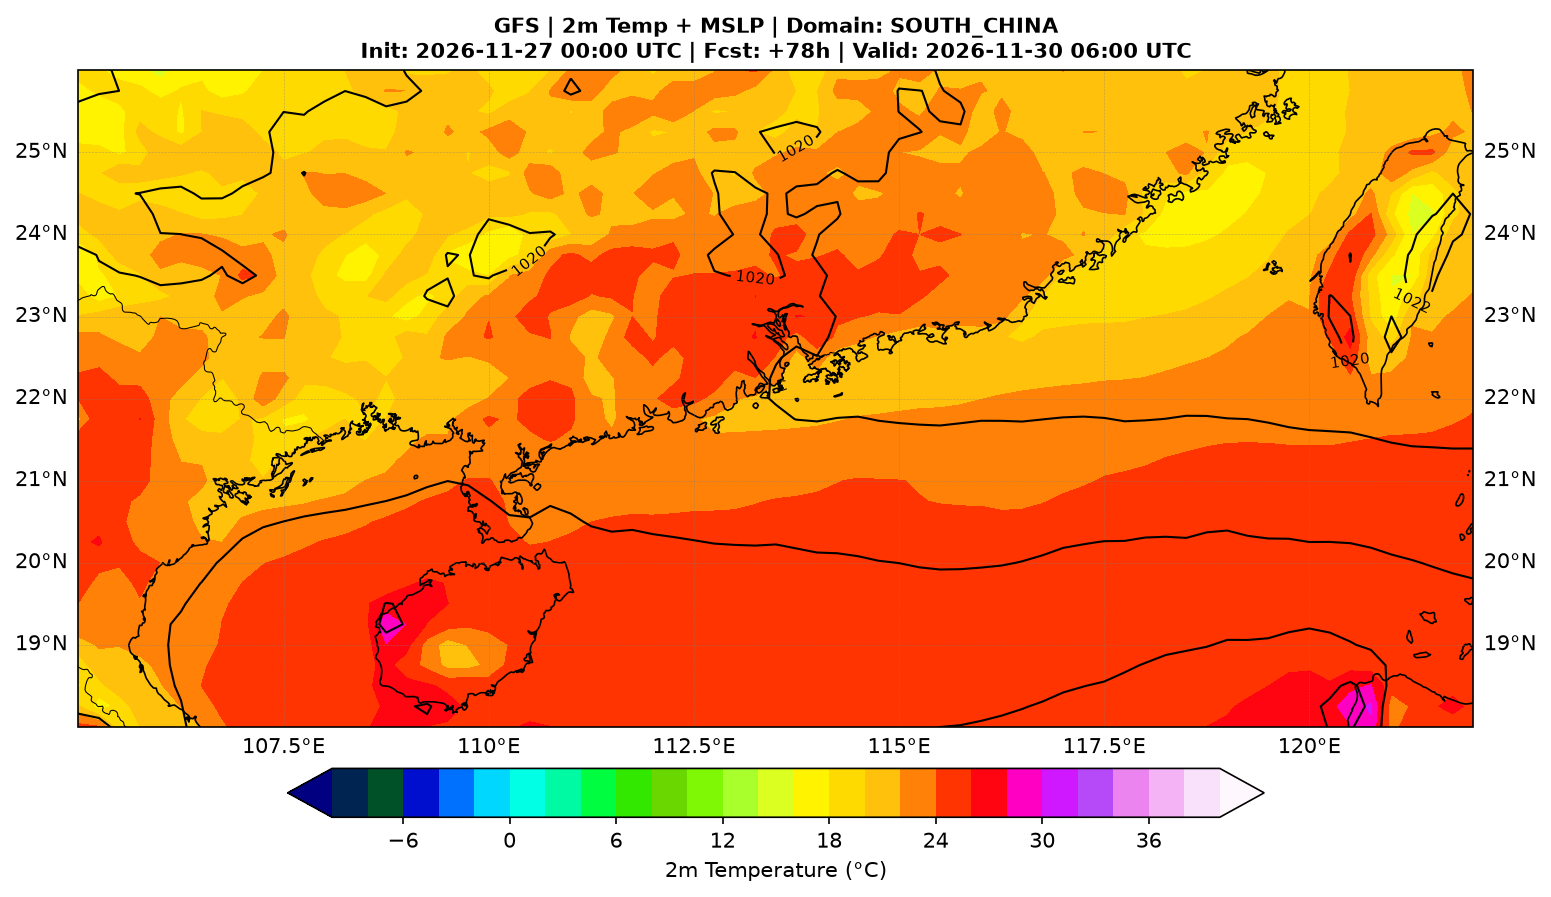 GFS | 2m Temp + MSLP | Domain: SOUTH_CHINA
Init: 2026-11-27 00:00 UTC | Fcst: +78h | Valid: 2026-11-30 06:00 UTC
25°N
1020
25°N
24°N
1020
24°N
1020
1022
23°N
23°N
1020
22°N
22°N
21°N
21°N
20°N
20°N
19°N
19°N
107.5°E 110°E 112.5°E 115°E 117.5°E 120°E
−6 0 6 12 18 24 30 36
2m Temperature (°C)